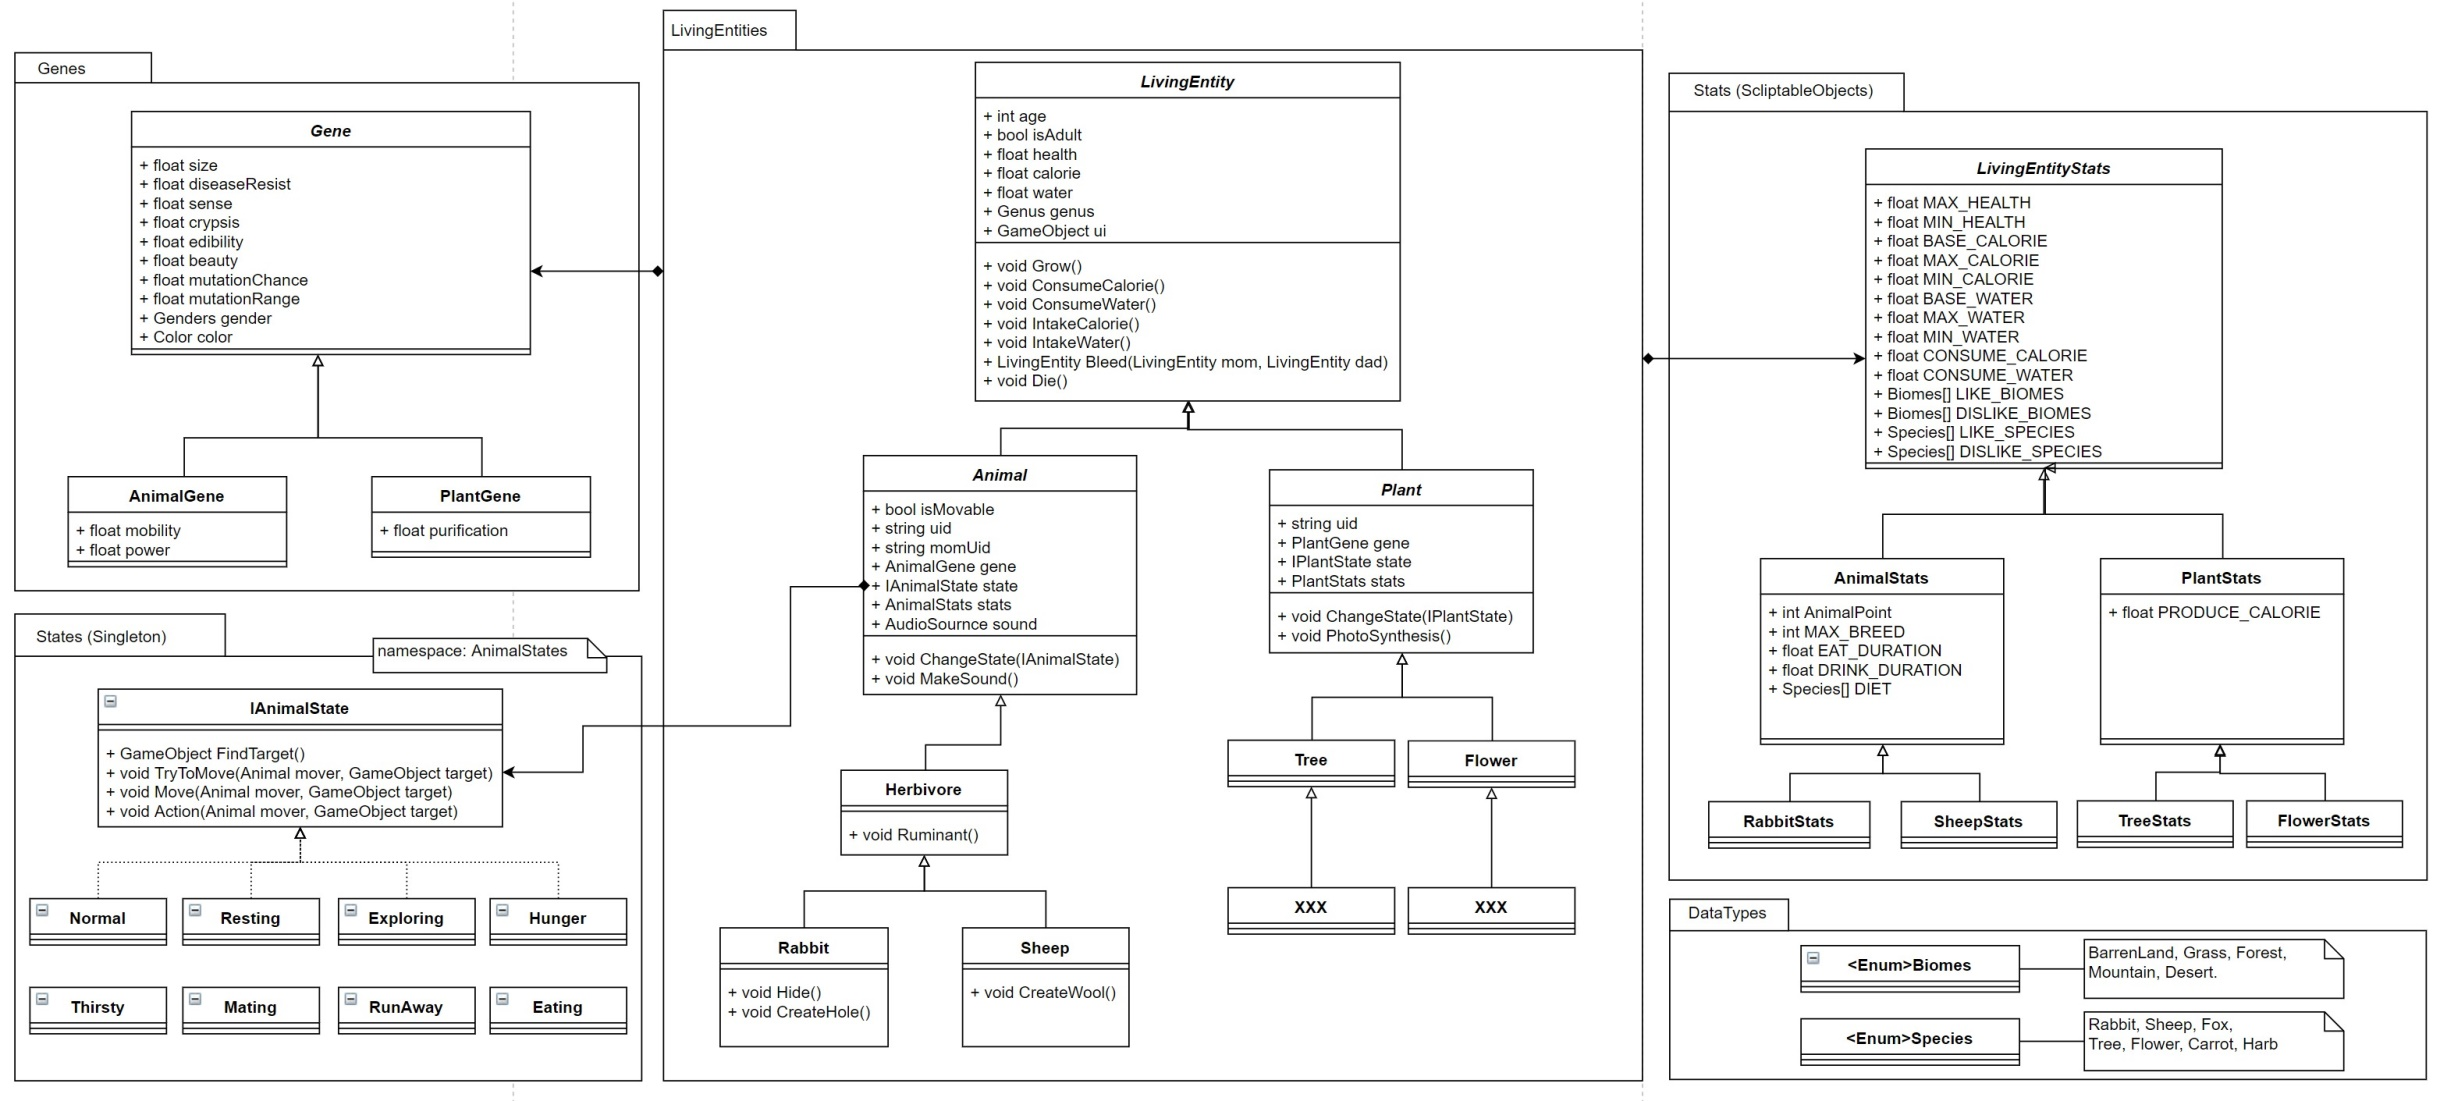 Genes
Gene
+ float size
+ float diseaseResist
+ float sense
+ float crypsis
+ float edibility
+ float beauty
+ float mutationChance
+ float mutationRange
+ Genders gender
+ Color color
AnimalGene
+ float mobility
+ float power
PlantGene
+ float purification
States (Singleton)
namespace: AnimalStates
IAnimalState
+ GameObject FindTarget()
+ void TryToMove(Animal mover, GameObject target)
+ void Move(Animal mover, GameObject target)
+ void Action(Animal mover, GameObject target)
Normal
Resting
Exploring
Hunger
Thirsty
Mating
RunAway
Eating
LivingEntities
LivingEntity
+ int age
+ bool isAdult
+ float health
+ float calorie
+ float water
+ Genus genus
+ GameObject ui
+ void Grow()
+ void ConsumeCalorie()
+ void ConsumeWater()
+ void IntakeCalorie()
+ void IntakeWater()
+ LivingEntity Bleed(LivingEntity mom, LivingEntity dad)
+ void Die()
Animal
+ bool isMovable
+ string uid
+ string momUid
+ AnimalGene gene
+ IAnimalState state
+ AnimalStats stats
+ AudioSournce sound
+ void ChangeState(IAnimalState)
+ void MakeSound()
Plant
+ string uid
+ PlantGene gene
+ IPlantState state
+ PlantStats stats
+ void ChangeState(IPlantState)
+ void PhotoSynthesis()
Herbivore
+ void Ruminant()
Rabbit
+ void Hide()
+ void CreateHole()
Sheep
+ void CreateWool()
Tree
Flower
XXX
XXX
Stats (ScliptableObjects)
LivingEntityStats
+ float MAX_HEALTH
+ float MIN_HEALTH
+ float BASE_CALORIE
+ float MAX_CALORIE
+ float MIN_CALORIE
+ float BASE_WATER
+ float MAX_WATER
+ float MIN_WATER
+ float CONSUME_CALORIE
+ float CONSUME_WATER
+ Biomes[] LIKE_BIOMES
+ Biomes[] DISLIKE_BIOMES
+ Species[] LIKE_SPECIES
+ Species[] DISLIKE_SPECIES
AnimalStats
+ int AnimalPoint
+ int MAX_BREED
+ float EAT_DURATION
+ float DRINK_DURATION
+ Species[] DIET
PlantStats
+ float PRODUCE_CALORIE
RabbitStats
SheepStats
TreeStats
FlowerStats
DataTypes
<Enum>Biomes
BarrenLand, Grass, Forest,
Mountain, Desert.
<Enum>Species
Rabbit, Sheep, Fox,
Tree, Flower, Carrot, Harb